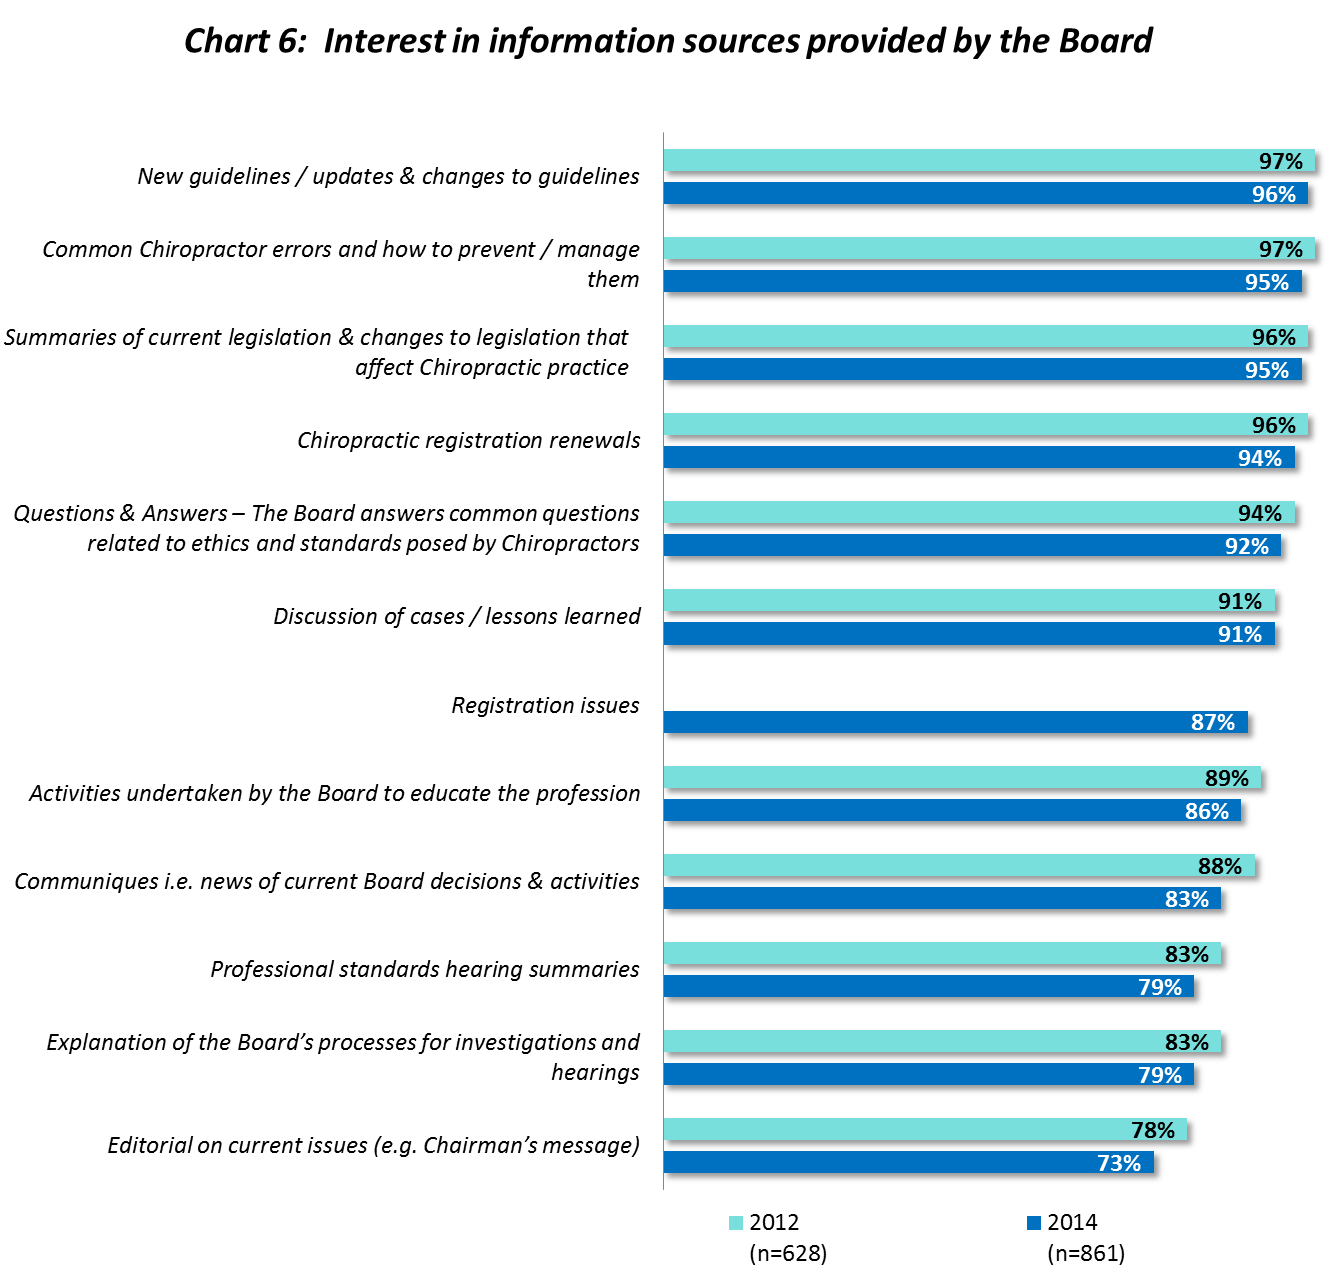 Chart 6:  Interest in information sources provided by the Board
New guidelines / updates & changes to guidelines
97%
96%
Common Chiropractor errors and how to prevent / manage
them
97%
95%
Summaries of current legislation & changes to legislation that
affect Chiropractic practice
96%
95%
Chiropractic registration renewals
96%
94%
Questions & Answers – The Board answers common questions
related to ethics and standards posed by Chiropractors
94%
92%
Discussion of cases / lessons learned
91%
91%
Registration issues
87%
Activities undertaken by the Board to educate the profession
89%
86%
Communiques i.e. news of current Board decisions & activities
88%
83%
Professional standards hearing summaries
83%
79%
Explanation of the Board’s processes for investigations and
hearings
83%
79%
Editorial on current issues (e.g. Chairman’s message)
78%
73%
2012
(n=628)
2014
(n=861)